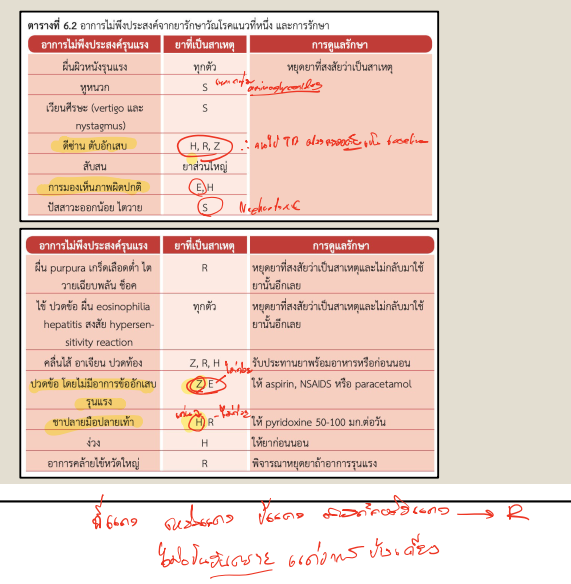 ตารางที่ 6.2 อาการไม่พึงประสงค์จากยารักษาวัณโรคแนวที่หนึ่ง และการรักษา
อาการไม่พึงประสงค์รุนแรง ยาที่เป็นสาเหตุ การดูแลรักษา
ผื่นผิวหนังรุนแรง ทุกตัว หยุดยาที่สงสัยว่าเป็นสาเหตุ
หูหนวก S aminoglycosides
เวียนศีรษะ (vertigo และ S
nystagmus)
ดีซ่าน ตับอักเสบ H, R, Z baseline
สับสน ยาส่วนใหญ่
การมองเห็นภาพผิดปกติ E, H
ปัสสาวะออกน้อย ไตวาย S
อาการไม่พึงประสงค์รุนแรง ยาที่เป็นสาเหตุ การดูแลรักษา
ผื่น purpura เกร็ดเลือดต่ำ ไต R หยุดยาที่สงสัยว่าเป็นสาเหตุและไม่กลับมาใช้
วายเฉียบพลัน ช็อค ยานั้นอีกเลย
ไข้ ปวดข้อ ผื่น eosinophilia ทุกตัว หยุดยาที่สงสัยว่าเป็นสาเหตุและไม่กลับมาใช้
hepatitis สงสัย hypersen- ยานั้นอีกเลย
sitivity reaction
คลื่นไส้ อาเจียน ปวดท้อง Z, R, H รับประทานยาพร้อมอาหารหรือก่อนนอน
ปวดข้อ โดยไม่มีอาการข้ออักเสบ Z, E ให้ aspirin, NSAIDS หรือ paracetamol
รุนแรง
ชาปลายมือปลายเท้า H, R ให้ pyridoxine 50-100 มก.ต่อวัน
ง่วง H ให้ยาก่อนนอน
อาการคล้ายไข้หวัดใหญ่ R พิจารณาหยุดยาถ้าอาการรุนแรง
→ R